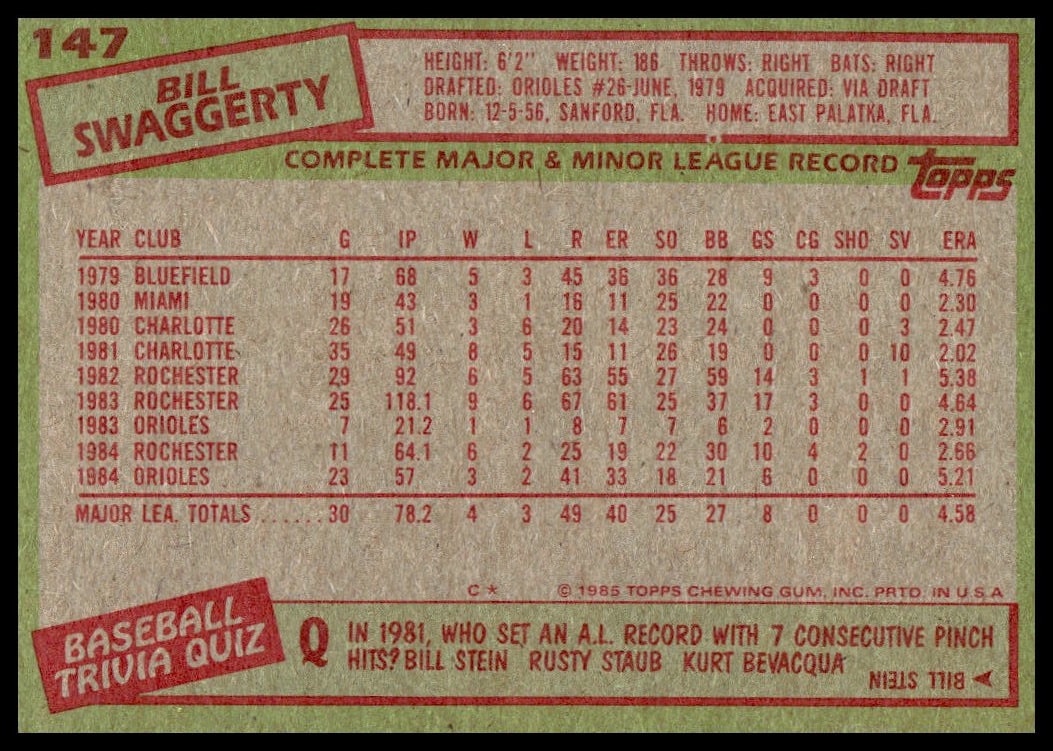 147
BILL
SWAGGERTY
HEIGHT: 6'2" WEIGHT: 186 THROWS: RIGHT BATS: RIGHT
DRAFTED: ORIOLES #26-JUNE, 1979 ACQUIRED: VIA DRAFT
BORN: 12-5-56, SANFORD, FLA. HOME: EAST PALATKA, FLA.
COMPLETE MAJOR & MINOR LEAGUE RECORD topps
YEAR CLUB G IP W L R ER SO BB GS CG SHO SV ERA
1979 BLUEFIELD 17 68 5 3 45 36 36 28 9 3 0 0 4.76
1980 MIAMI 19 43 3 1 16 11 25 22 0 0 0 0 2.30
1980 CHARLOTTE 26 51 3 6 20 14 23 24 0 0 0 3 2.47
1981 CHARLOTTE 35 49 8 5 15 11 26 19 0 0 0 10 2.02
1982 ROCHESTER 29 92 6 5 63 55 27 59 14 3 1 1 5.38
1983 ROCHESTER 25 118.1 9 6 67 61 25 37 17 3 0 0 4.64
1983 ORIOLES 7 21.2 1 1 8 7 7 6 2 0 0 0 2.91
1984 ROCHESTER 11 64.1 6 2 25 19 22 30 10 4 2 0 2.66
1984 ORIOLES 23 57 3 2 41 33 18 21 6 0 0 0 5.21
MAJOR LEA. TOTALS ...... 30 78.2 4 3 49 40 25 27 8 0 0 0 4.58
C* © 1985 TOPPS CHEWING GUM, INC. PRTD. IN U.S.A
BASEBALL
TRIVIA QUIZ
Q IN 1981, WHO SET AN A.L. RECORD WITH 7 CONSECUTIVE PINCH
HITS? BILL STEIN RUSTY STAUB KURT BEVACQUA
BILL STEIN